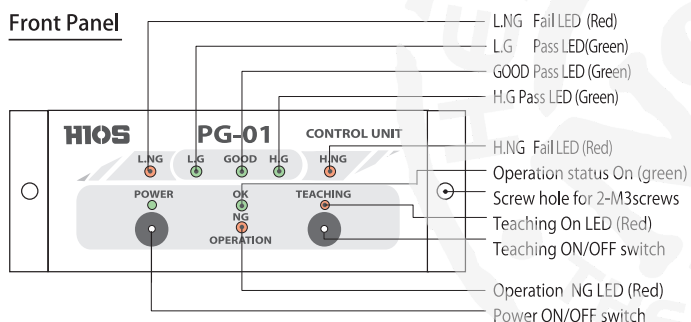 Front Panel
L.NG Fail LED (Red)
L.G Pass LED(Green)
GOOD Pass LED (Green)
H.G Pass LED (Green)
H.NG Fail LED (Red)
Operation status On (green)
Screw hole for 2-M3screws
Teaching On LED (Red)
Teaching ON/OFF switch
Operation NG LED (Red)
Power ON/OFF switch
HIOS PG-01 CONTROL UNIT
L.NG L.G GOOD H.G H.NG
POWER OK TEACHING
NG
OPERATION